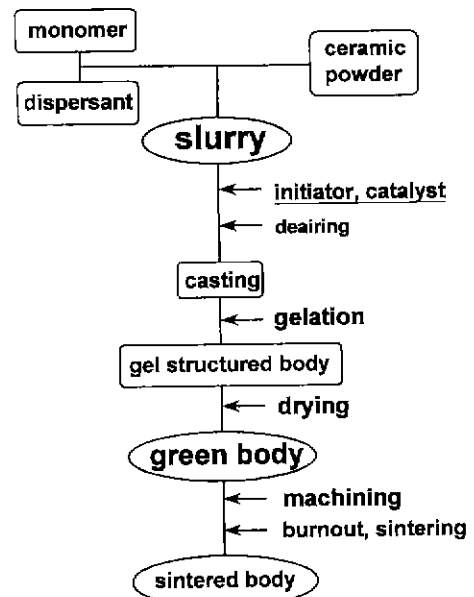 monomer
ceramic
powder
dispersant
slurry
initiator, catalyst
deairing
casting
gelation
gel structured body
drying
green body
machining
burnout, sintering
sintered body